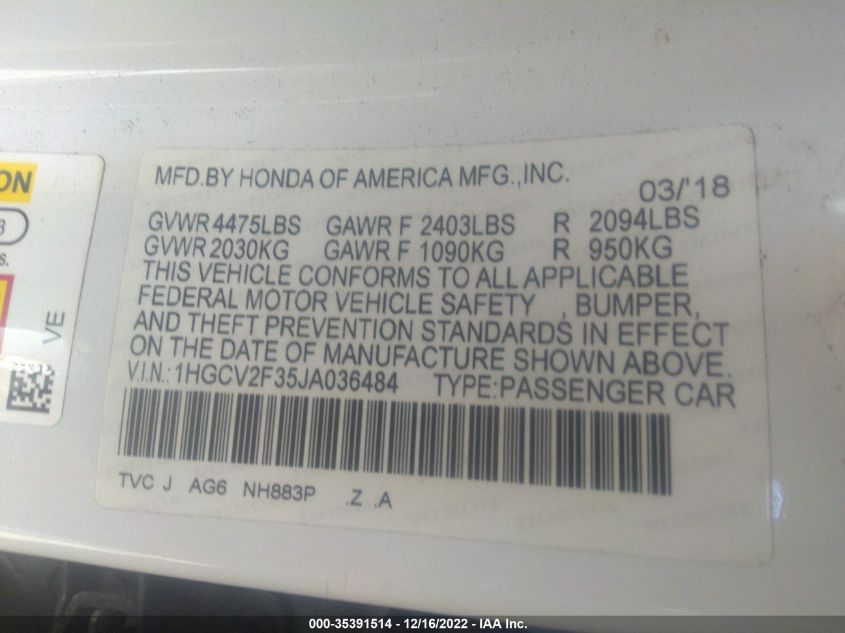 ON
3
s.
VE
MFD.BY HONDA OF AMERICA MFG.,INC.
03/'18
GVWR 4475LBS GAWR F 2403LBS R 2094LBS
GVWR 2030KG GAWR F 1090KG R 950KG
THIS VEHICLE CONFORMS TO ALL APPLICABLE
FEDERAL MOTOR VEHICLE SAFETY , BUMPER,
AND THEFT PREVENTION STANDARDS IN EFFECT
ON THE DATE OF MANUFACTURE SHOWN ABOVE.
V.I.N.:1HGCV2F35JA036484 TYPE:PASSENGER CAR
TVC J AG6 NH883P .Z .A
000-35391514 - 12/16/2022 - IAA Inc.